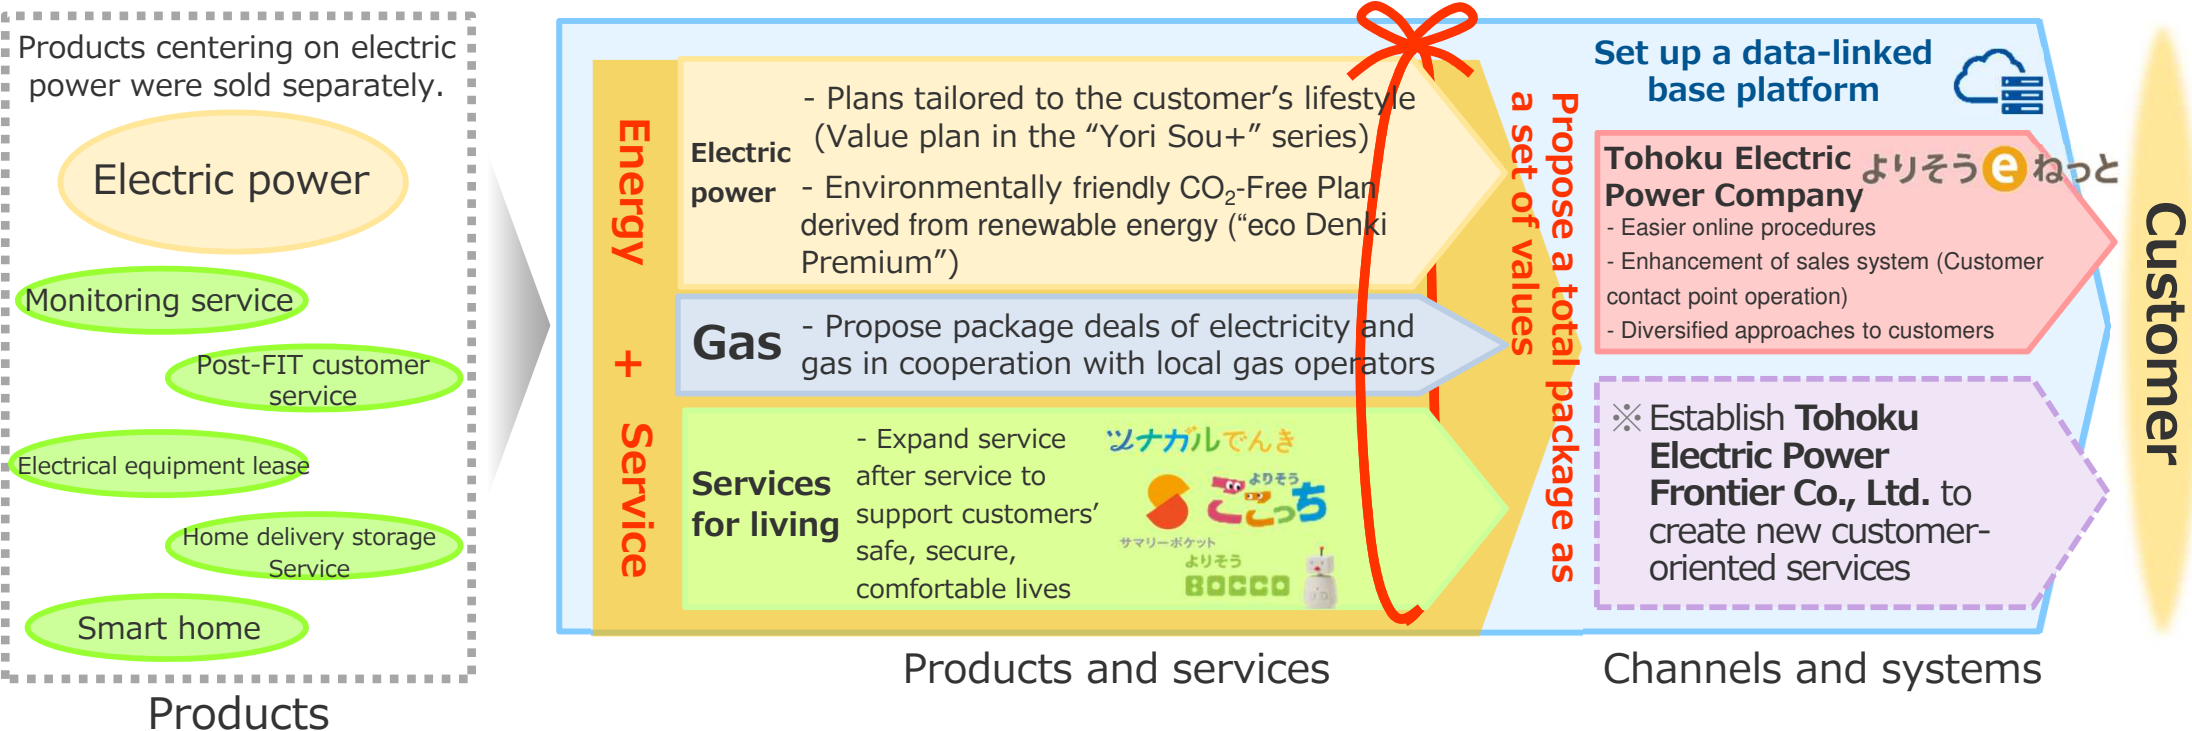 Products centering on electric
power were sold separately.
Electric power
Monitoring service
Post-FIT customer
service
Electrical equipment lease
Home delivery storage
Service
Smart home
Products
Energy
+
Service
Electric
power
- Plans tailored to the customer’s lifestyle
(Value plan in the “Yori Sou+” series)
- Environmentally friendly CO₂-Free Plan
derived from renewable energy (“eco Denki
Premium”)
Gas
- Propose package deals of electricity and
gas in cooperation with local gas operators
Services
for living
- Expand service
after service to
support customers’
safe, secure,
comfortable lives
ツナガルでんき
よりそう
ここっち
サマリーポケット
よりそう
BOCCO
Propose a total package as
a set of values
Products and services
Set up a data-linked
base platform
Tohoku Electric
Power Company
よりそうeねっと
- Easier online procedures
- Enhancement of sales system (Customer
contact point operation)
- Diversified approaches to customers
※Establish Tohoku
Electric Power
Frontier Co., Ltd. to
create new customer-
oriented services
Channels and systems
Customer